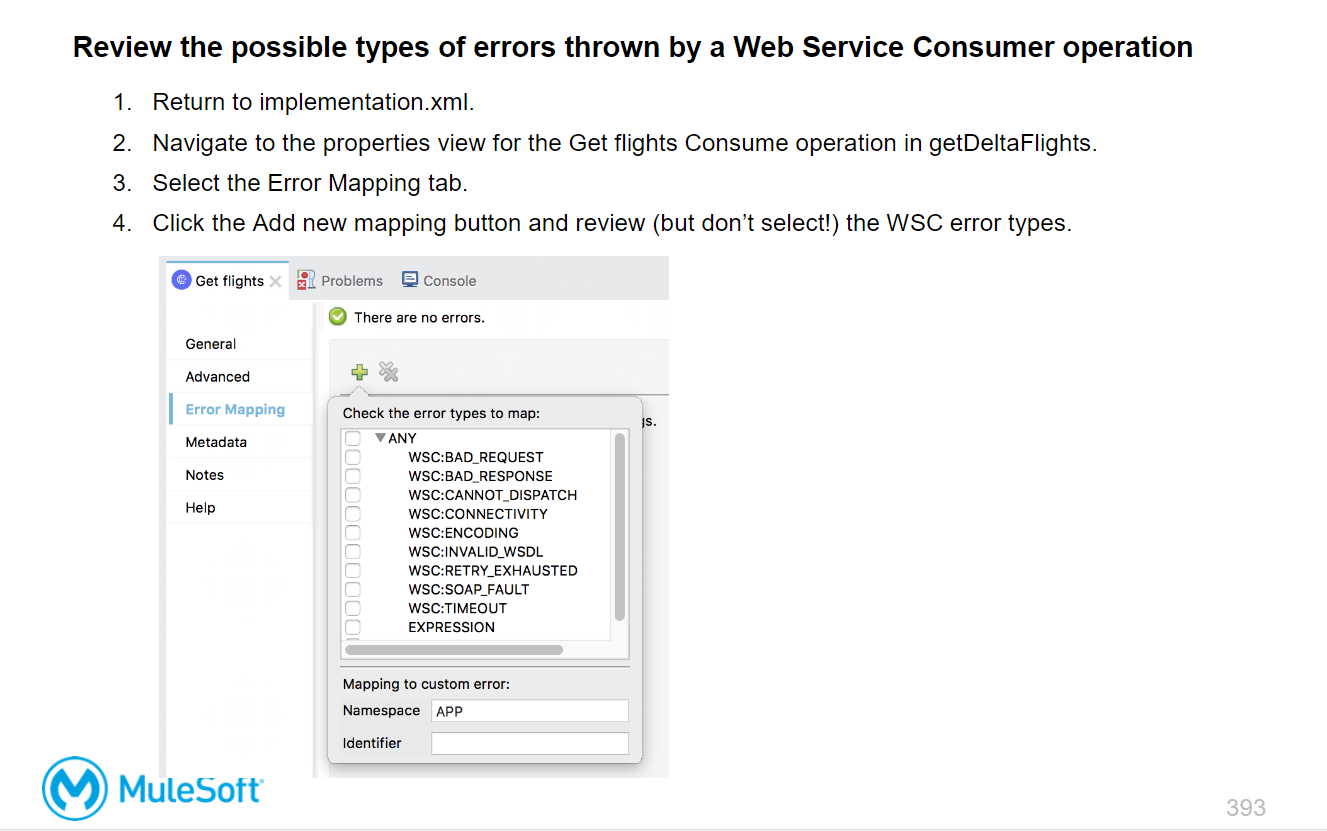 Review the possible types of errors thrown by a Web Service Consumer operation
1. Return to implementation.xml.
2. Navigate to the properties view for the Get flights Consume operation in getDeltaFlights.
3. Select the Error Mapping tab.
4. Click the Add new mapping button and review (but don’t select!) the WSC error types.
Get flights Problems Console
There are no errors.
General
Advanced
Error Mapping
Metadata
Notes
Help
Check the error types to map:
gs.
ANY
WSC:BAD_REQUEST
WSC:BAD_RESPONSE
WSC:CANNOT_DISPATCH
WSC:CONNECTIVITY
WSC:ENCODING
WSC:INVALID_WSDL
WSC:RETRY_EXHAUSTED
WSC:SOAP_FAULT
WSC:TIMEOUT
EXPRESSION
Mapping to custom error:
Namespace APP
Identifier
MuleSoft
393